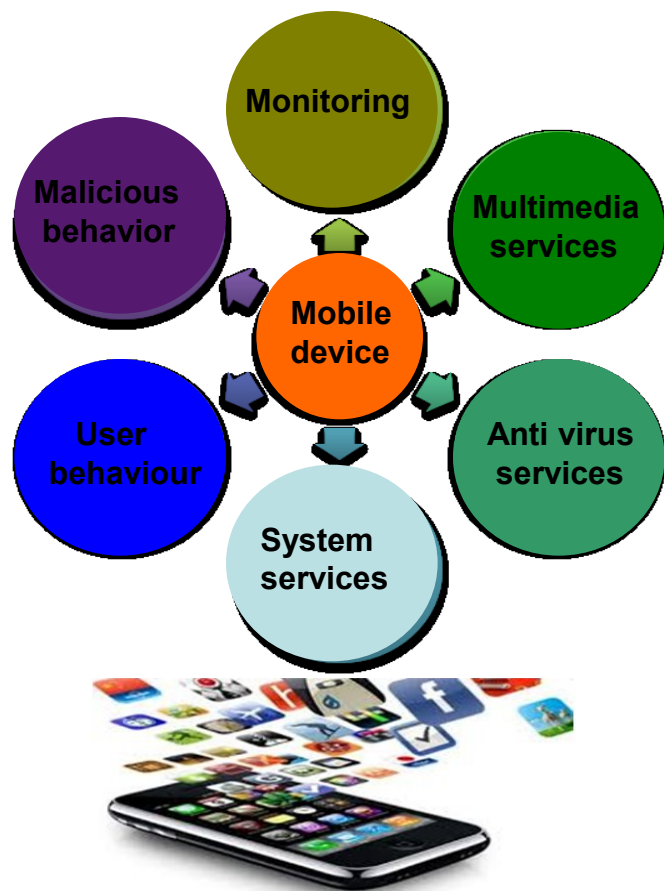 Monitoring
Malicious
behavior
Multimedia
services
Mobile
device
User
behaviour
Anti virus
services
System
services
f